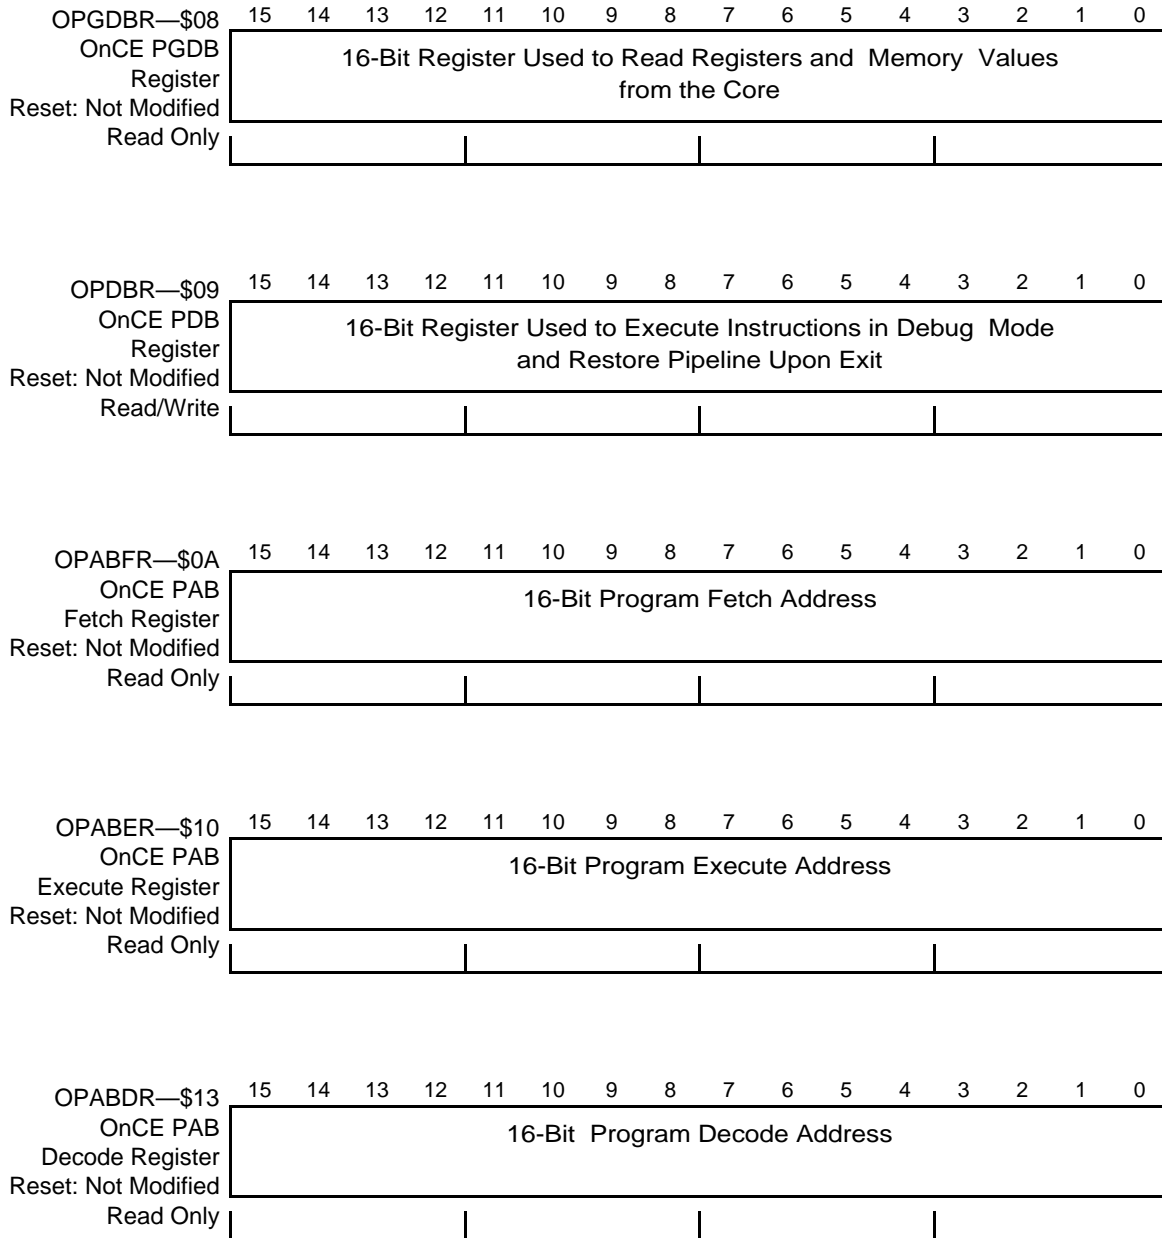 OPGDBR—$08 15 14 13 12 11 10 9 8 7 6 5 4 3 2 1 0
OnCE PGDB
Register
Reset: Not Modified
Read Only
16-Bit Register Used to Read Registers and Memory Values
from the Core
OPDBR—$09 15 14 13 12 11 10 9 8 7 6 5 4 3 2 1 0
OnCE PDB
Register
Reset: Not Modified
Read/Write
16-Bit Register Used to Execute Instructions in Debug Mode
and Restore Pipeline Upon Exit
OPABFR—$0A 15 14 13 12 11 10 9 8 7 6 5 4 3 2 1 0
OnCE PAB
Fetch Register
Reset: Not Modified
Read Only
16-Bit Program Fetch Address
OPABER—$10 15 14 13 12 11 10 9 8 7 6 5 4 3 2 1 0
OnCE PAB
Execute Register
Reset: Not Modified
Read Only
16-Bit Program Execute Address
OPABDR—$13 15 14 13 12 11 10 9 8 7 6 5 4 3 2 1 0
OnCE PAB
Decode Register
Reset: Not Modified
Read Only
16-Bit Program Decode Address